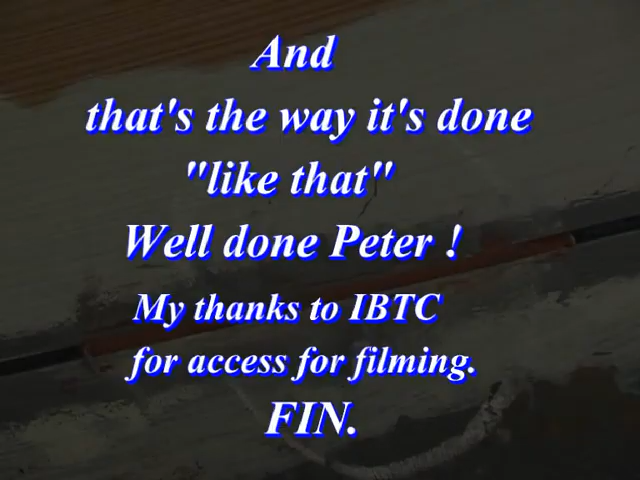 And
that's the way it's done
"like that"
Well done Peter !
My thanks to IBTC
for access for filming.
FIN.